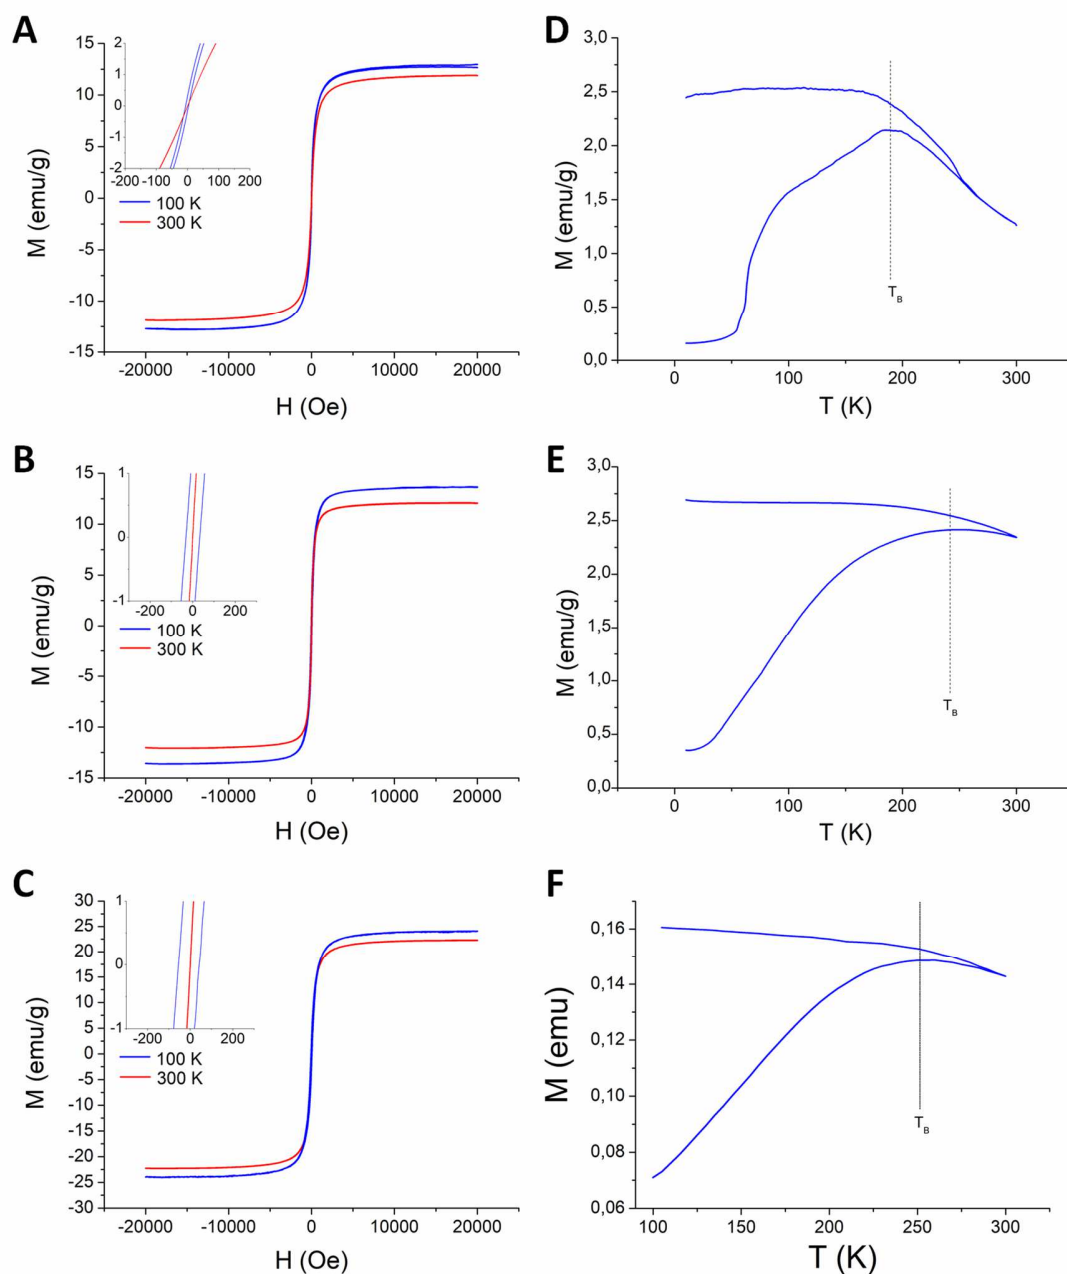 A
M (emu/g)
15
10
5
0
-5
-10
-15
-20000 -10000 0 10000 20000
H (Oe)
2
1
0
-1
-2
-200 -100 0 100 200
100 K
300 K
D
M (emu/g)
3,0
2,5
2,0
1,5
1,0
0,5
0,0
0 100 200 300
T (K)
TB
B
M (emu/g)
15
10
5
0
-5
-10
-15
-20000 -10000 0 10000 20000
H (Oe)
1
0
-1
-200 0 200
100 K
300 K
E
M (emu/g)
3,0
2,5
2,0
1,5
1,0
0,5
0,0
0 100 200 300
T (K)
TB
C
M (emu/g)
30
25
20
15
10
5
0
-5
-10
-15
-20
-25
-30
-20000 -10000 0 10000 20000
H (Oe)
1
0
-1
-200 0 200
100 K
300 K
F
M (emu)
0,16
0,14
0,12
0,10
0,08
0,06
100 150 200 250 300
T (K)
TB